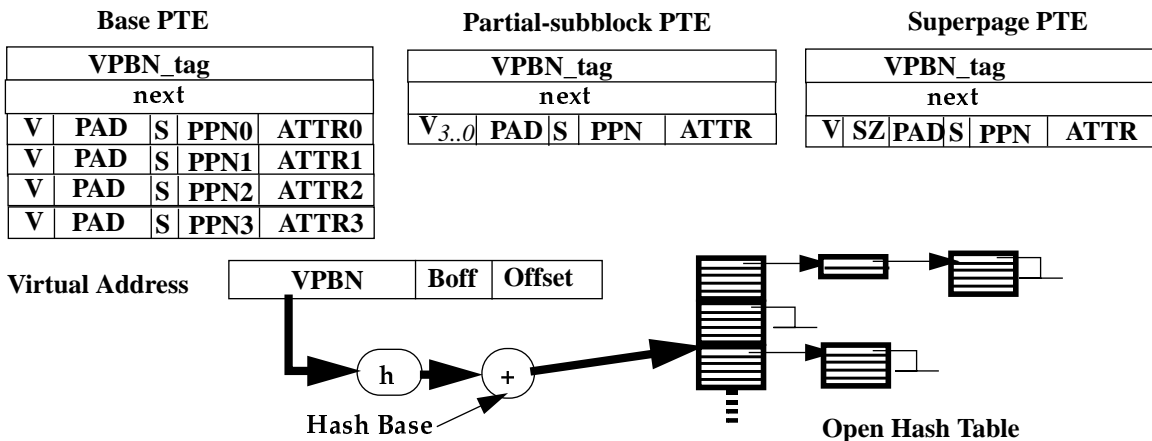 Base PTE
VPBN_tag
next
V PAD S PPN0 ATTR0
V PAD S PPN1 ATTR1
V PAD S PPN2 ATTR2
V PAD S PPN3 ATTR3
Partial-subblock PTE
VPBN_tag
next
V3..0 PAD S PPN ATTR
Superpage PTE
VPBN_tag
next
V SZ PAD S PPN ATTR
Virtual Address
VPBN Boff Offset
h
+
Hash Base
Open Hash Table